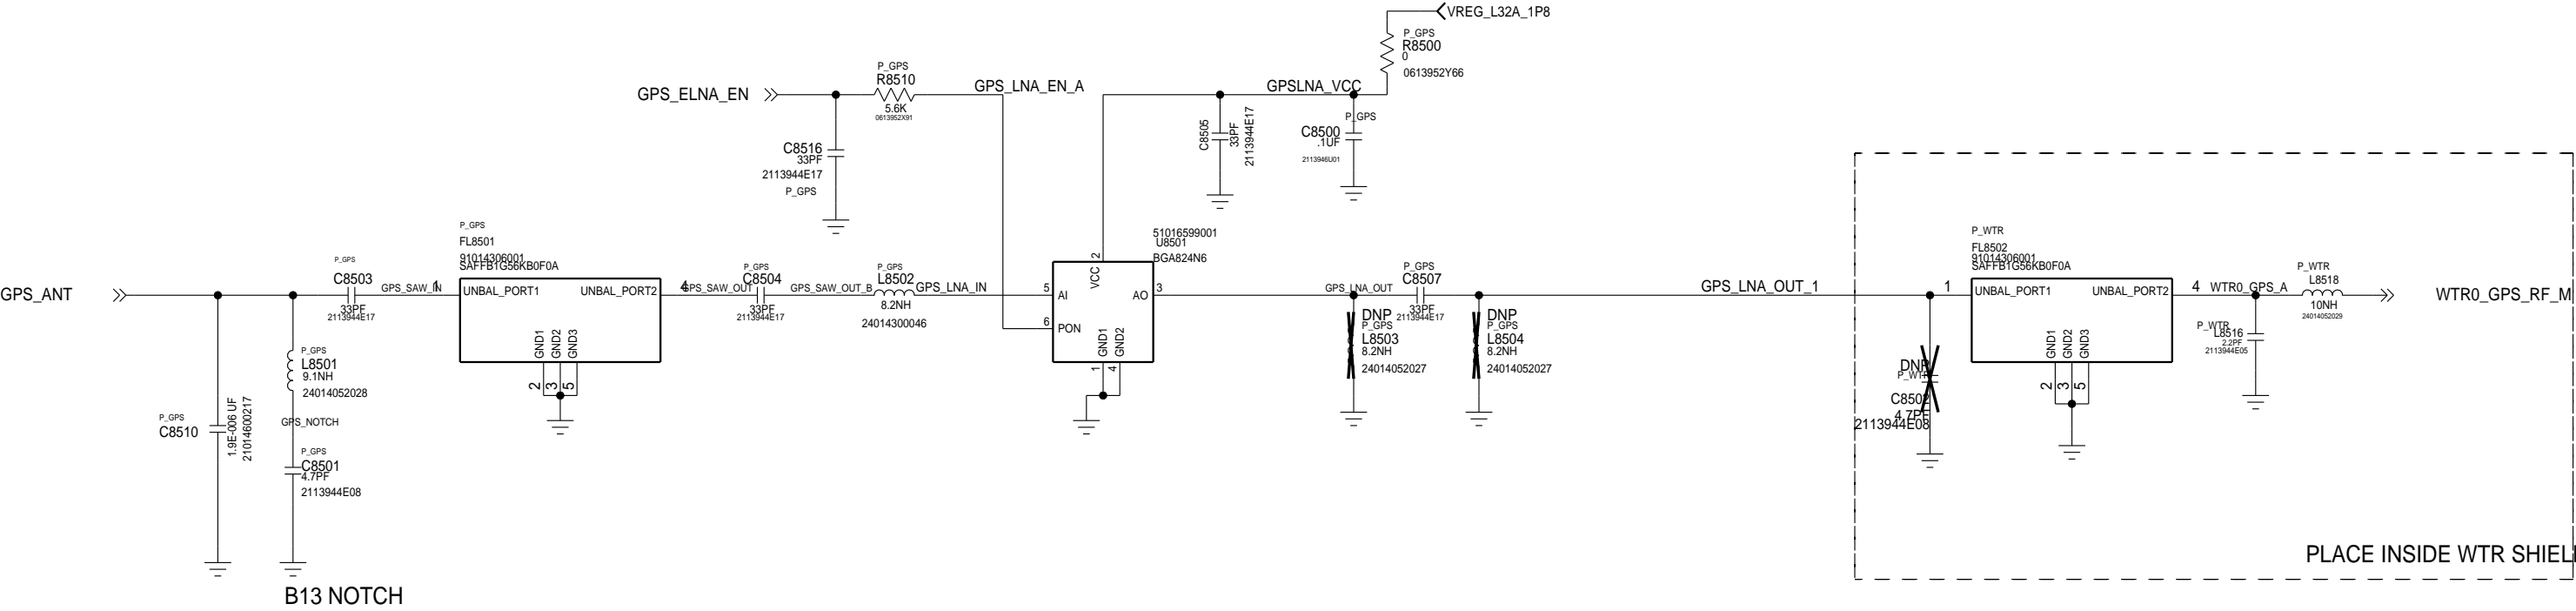 VREG_L32A_1P8
P_GPS
R8500
0
0613952Y66
P_GPS
R8510
GPS_ELNA_EN
GPS_LNA_EN_A
GPSLNA_VCC
5.6K
0613952X91
C8505
33PF
2113944E17
P_GPS
C8500
.1UF
2113946U01
C8516
33PF
2113944E17
P_GPS
P_GPS
FL8501
91014306001
SAFFB1G56KB0F0A
51016599001
U8501
BGA824N6
P_WTR
FL8502
91014306001
SAFFB1G56KB0F0A
GPS_ANT
P_GPS
C8503
33PF
2113944E17
GPS_SAW_IN
1
UNBAL_PORT1
UNBAL_PORT2
GND1
GND2
GND3
2
3
5
4
GPS_SAW_OUT
P_GPS
C8504
33PF
2113944E17
GPS_SAW_OUT_B
P_GPS
L8502
8.2NH
24014300046
GPS_LNA_IN
5
AI
6
PON
VCC
2
AO
3
GND1
GND2
1
4
GPS_LNA_OUT
P_GPS
C8507
33PF
2113944E17
DNP
P_GPS
L8503
8.2NH
24014052027
DNP
P_GPS
L8504
8.2NH
24014052027
GPS_LNA_OUT_1
1
UNBAL_PORT1
UNBAL_PORT2
GND1
GND2
GND3
2
3
5
4
WTR0_GPS_A
P_WTR
L8518
10NH
24014052029
WTR0_GPS_RF_M
P_WTR
L8516
2.2PF
2113944E05
DNP
P_WTR
C8502
4.7PF
2113944E08
P_GPS
L8501
9.1NH
24014052028
GPS_NOTCH
P_GPS
C8510
1.9E-006 UF
21014600217
P_GPS
C8501
4.7PF
2113944E08
PLACE INSIDE WTR SHIEL
B13 NOTCH